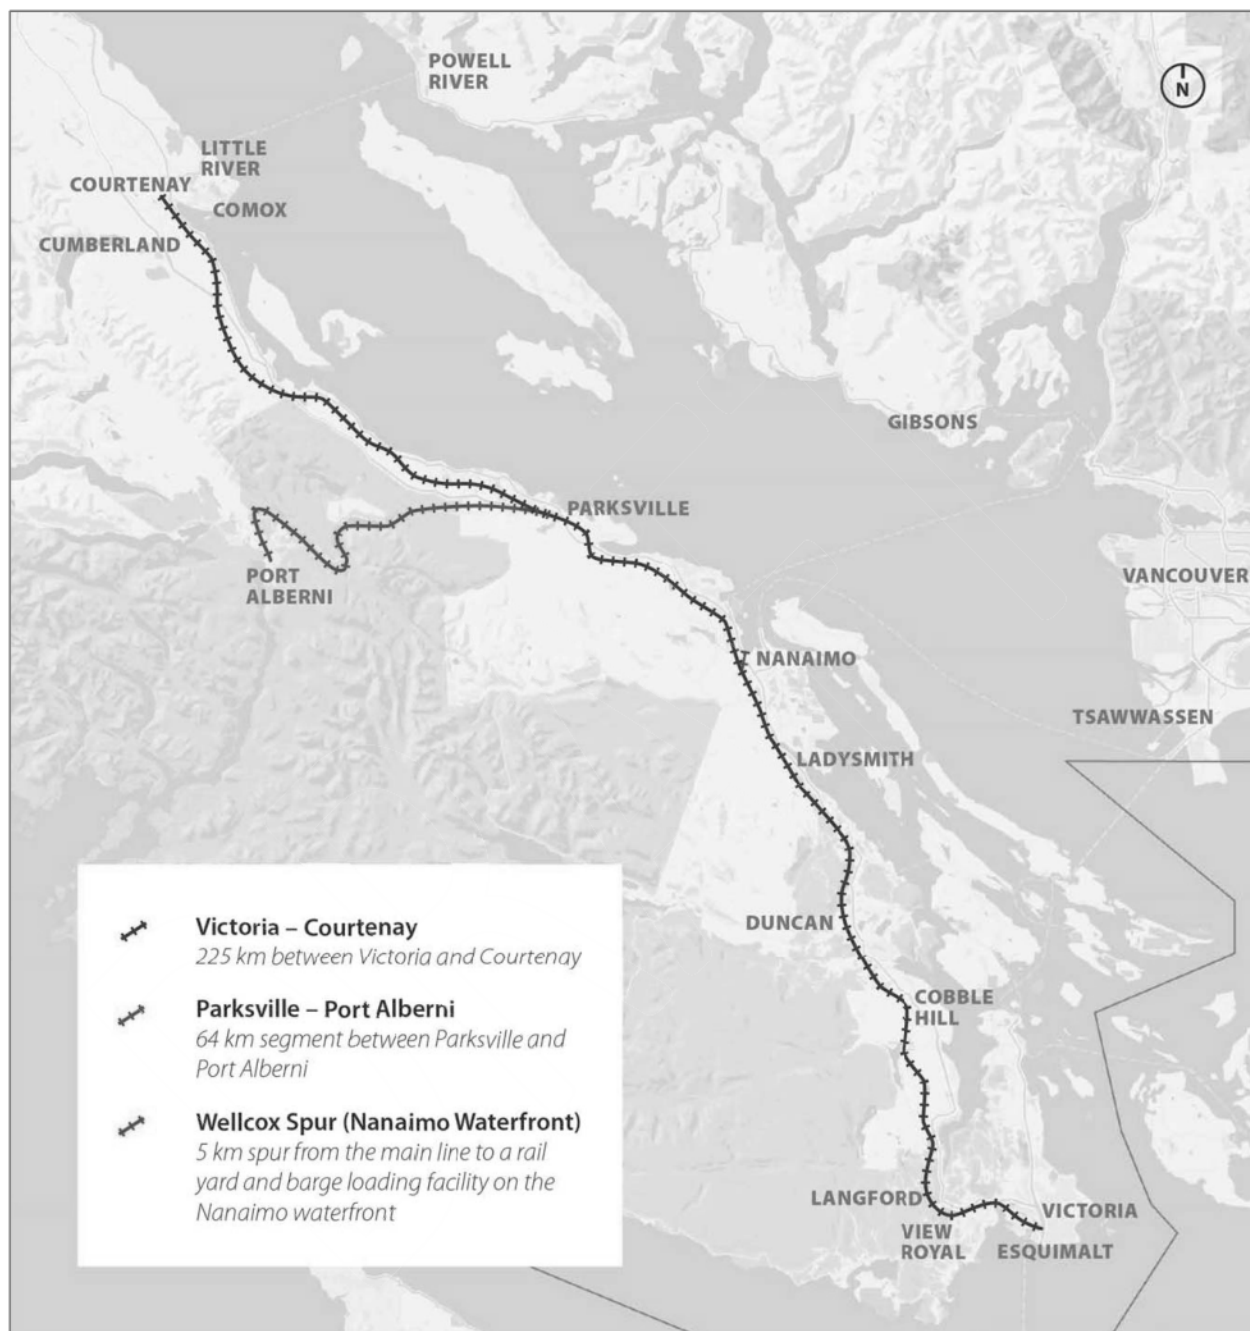 POWELL
RIVER
N
LITTLE
RIVER
COURTENAY
COMOX
CUMBERLAND
GIBSONS
PARKSVILLE
PORT
ALBERNI
VANCOUVER
NANAIMO
TSAWWASSEN
LADYSMITH
DUNCAN
COBBLE
HILL
LANGFORD
VICTORIA
VIEW
ROYAL
ESQUIMALT
Victoria – Courtenay
225 km between Victoria and Courtenay
Parksville – Port Alberni
64 km segment between Parksville and
Port Alberni
Wellcox Spur (Nanaimo Waterfront)
5 km spur from the main line to a rail
yard and barge loading facility on the
Nanaimo waterfront